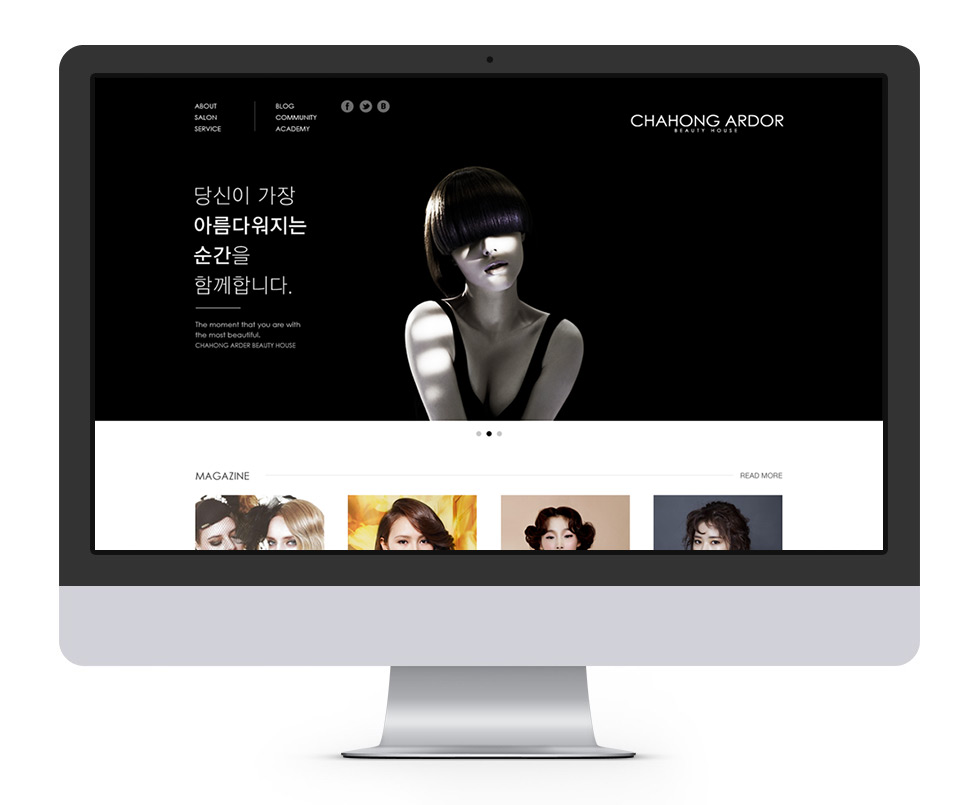 ABOUT
SALON
SERVICE
BLOG
COMMUNITY
ACADEMY
f
B
CHAHONG ARDOR
BEAUTY HOUSE
당신이 가장
아름다워지는
순간을
함께합니다.
The moment that you are with
the most beautiful.
CHAHONG ARDER BEAUTY HOUSE
MAGAZINE
READ MORE